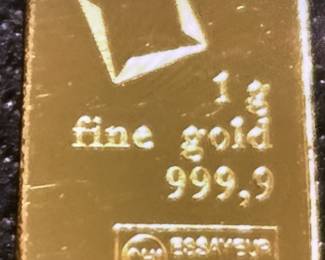 1 g
fine gold
999,9
ESSAYEUR